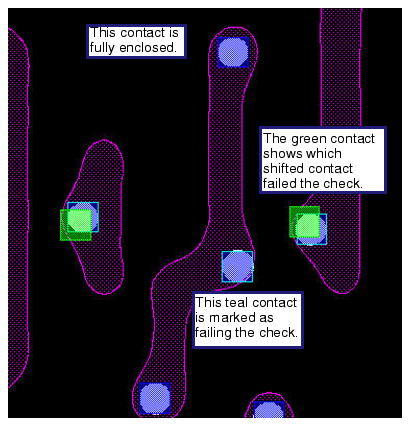 This contact is
fully enclosed.
The green contact
shows which
shifted contact
failed the check.
This teal contact
is marked as
failing the check.